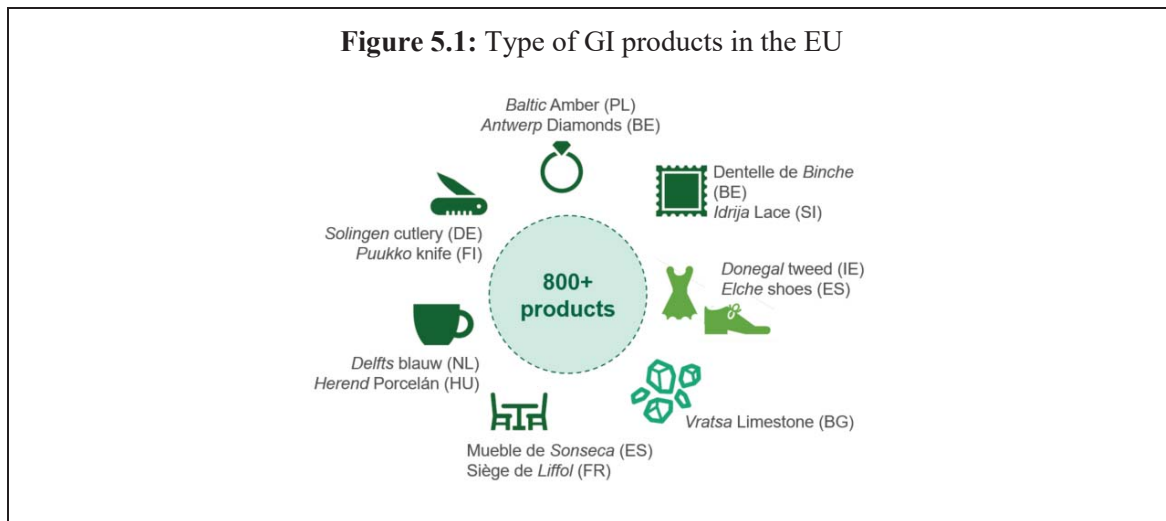 Figure 5.1: Type of GI products in the EU
Baltic Amber (PL)
Antwerp Diamonds (BE)
Dentelle de Binche
(BE)
Idrija Lace (SI)
Solingen cutlery (DE)
Puukko knife (FI)
Donegal tweed (IE)
Elche shoes (ES)
800+
products
Delfts blauw (NL)
Herend Porcelán (HU)
Vratsa Limestone (BG)
Mueble de Sonseca (ES)
Siège de Liffol (FR)